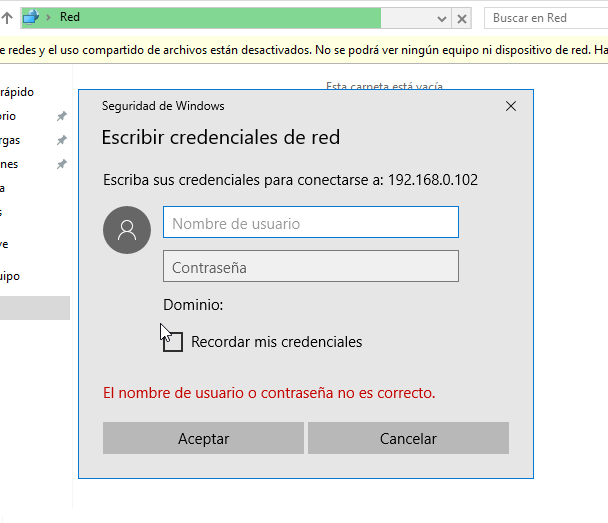 Red
Buscar en Red
e redes y el uso compartido de archivos están desactivados. No se podrá ver ningún equipo ni dispositivo de red. Ha
Esta carpeta está vacía.
rápido
orio
rgas
nes
a
s
ve
uipo
Seguridad de Windows
Escribir credenciales de red
Escriba sus credenciales para conectarse a: 192.168.0.102
Nombre de usuario
Contraseña
Dominio:
Recordar mis credenciales
El nombre de usuario o contraseña no es correcto.
Aceptar
Cancelar